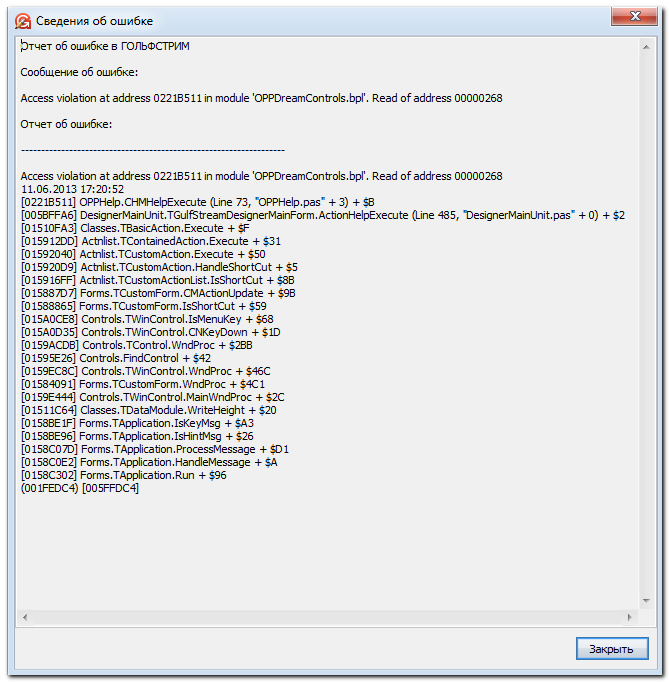 Сведения об ошибке
Отчет об ошибке в ГОЛЬФСТРИМ
Сообщение об ошибке:
Access violation at address 0221B511 in module 'OPPDreamControls.bpl'. Read of address 00000268
Отчет об ошибке:
----------------------------------------------------------------
Access violation at address 0221B511 in module 'OPPDreamControls.bpl'. Read of address 00000268
11.06.2013 17:20:52
[0221B511] OPPHelp.CHMHelpExecute (Line 73, "OPPHelp.pas" + 3) + $B
[005BFFA6] DesignerMainUnit.TGulfStreamDesignerMainForm.ActionHelpExecute (Line 485, "DesignerMainUnit.pas" + 0) + $2
[01510FA3] Classes.TBasicAction.Execute + $F
[015912DD] Actnlist.TContainedAction.Execute + $31
[01592040] Actnlist.TCustomAction.Execute + $50
[015920D9] Actnlist.TCustomAction.HandleShortCut + $5
[015916FF] Actnlist.TCustomActionList.IsShortCut + $8B
[015887D7] Forms.TCustomForm.CMActionUpdate + $9B
[01588865] Forms.TCustomForm.IsShortCut + $59
[015A0CE8] Controls.TWinControl.IsMenuKey + $68
[015A0D35] Controls.TWinControl.CNKeyDown + $1D
[0159ACDB] Controls.TControl.WndProc + $2BB
[01595E26] Controls.FindControl + $42
[0159EC8C] Controls.TWinControl.WndProc + $46C
[01584091] Forms.TCustomForm.WndProc + $4C1
[0159E444] Controls.TWinControl.MainWndProc + $2C
[01511C64] Classes.TDataModule.WriteHeight + $20
[0158BE1F] Forms.TApplication.IsKeyMsg + $A3
[0158BE96] Forms.TApplication.IsHintMsg + $26
[0158C07D] Forms.TApplication.ProcessMessage + $D1
[0158C0E2] Forms.TApplication.HandleMessage + $A
[0158C302] Forms.TApplication.Run + $96
(001FEDC4) [005FFDC4]
Закрыть